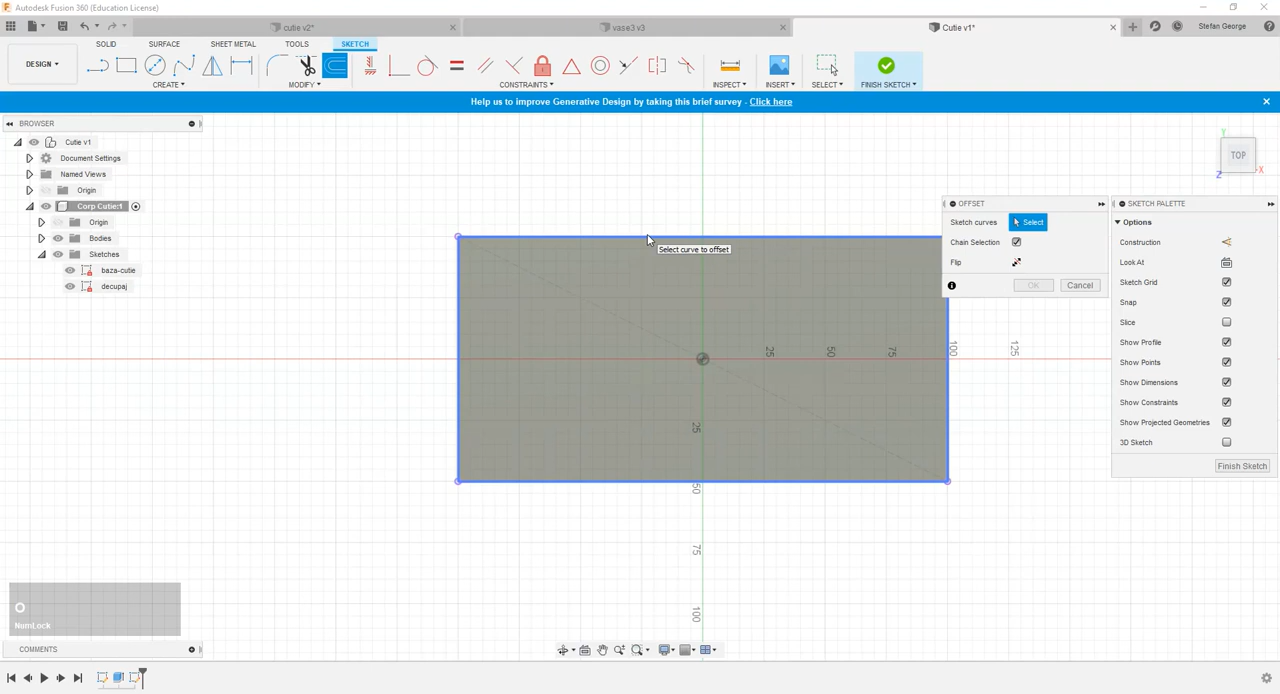 Autodesk Fusion 360 (Education License)
cutie v2*
vase3 v3
Cutie v1*
Stefan George
SOLID
SURFACE
SHEET METAL
TOOLS
SKETCH
DESIGN
CREATE
MODIFY
CONSTRAINTS
INSPECT
INSERT
SELECT
FINISH SKETCH
Help us to improve Generative Design by taking this brief survey - Click here
BROWSER
Cutie v1
Document Settings
Named Views
Origin
Corp Cutie:1
Origin
Bodies
Sketches
baza-cutie
decupaj
TOP
Y
X
Z
OFFSET
Sketch curves
Select
Chain Selection
Flip
OK
Cancel
SKETCH PALETTE
Options
Construction
Look At
Sketch Grid
Snap
Slice
Show Profile
Show Points
Show Dimensions
Show Constraints
Show Projected Geometries
3D Sketch
Finish Sketch
Select curve to offset
25
50
75
100
125
25
50
75
100
O
NumLock
COMMENTS